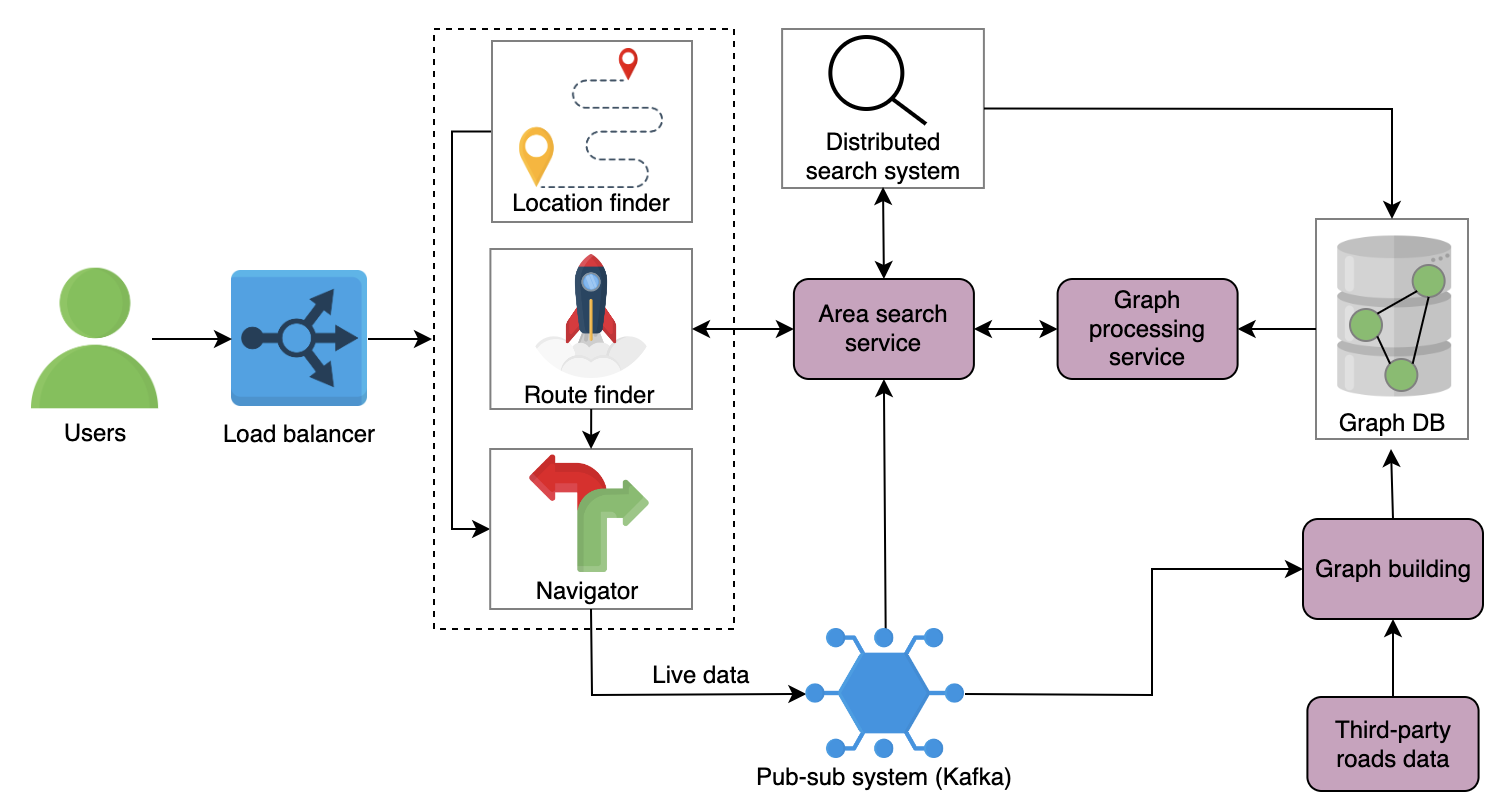 Location finder
Route finder
Navigator
Users
Load balancer
Distributed
search system
Area search
service
Graph
processing
service
Graph DB
Graph building
Third-party
roads data
Live data
Pub-sub system (Kafka)